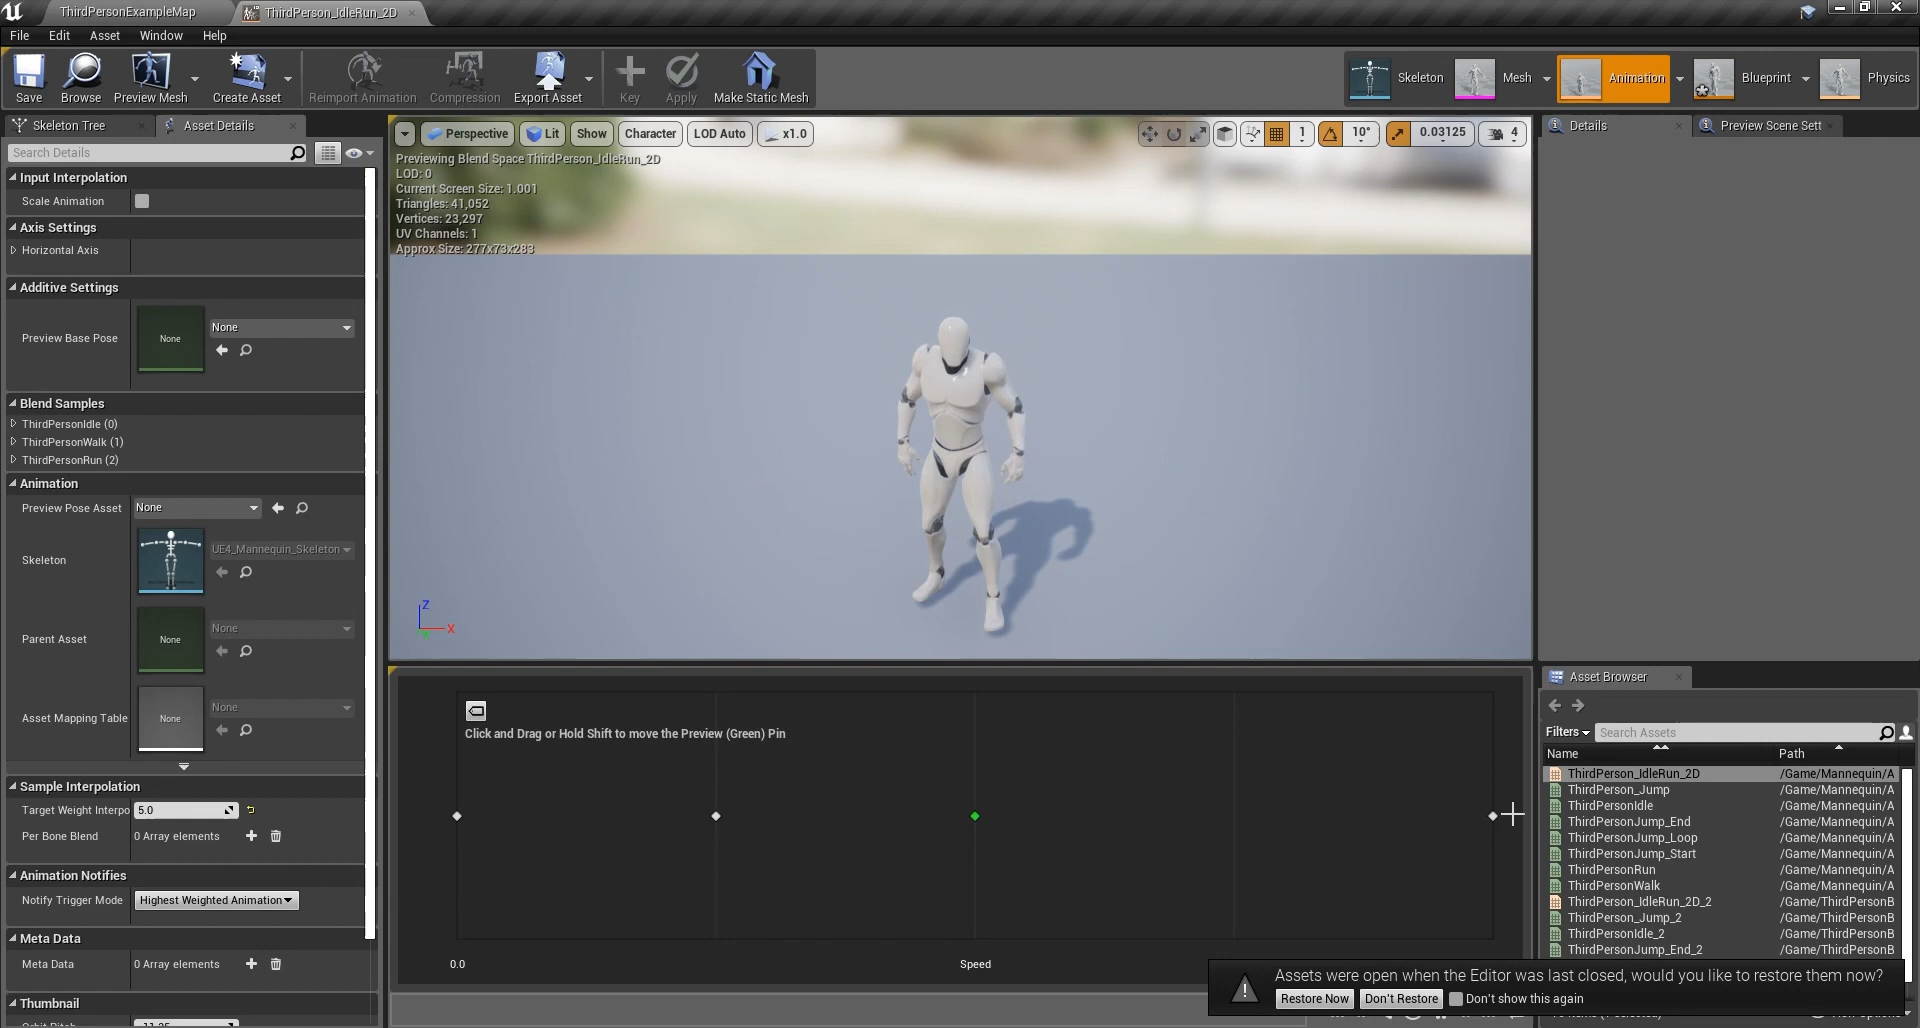 ThirdPersonExampleMap
ThirdPerson_IdleRun_2D
File Edit Asset Window Help
Save Browse Preview Mesh Create Asset Reimport Animation Compression Export Asset Key Apply Make Static Mesh
Skeleton Mesh Animation Blueprint Physics
Skeleton Tree Asset Details
Search Details
Input Interpolation
Scale Animation
Axis Settings
Horizontal Axis
Additive Settings
Preview Base Pose None None
Blend Samples
ThirdPersonIdle (0)
ThirdPersonWalk (1)
ThirdPersonRun (2)
Animation
Preview Pose Asset None
Skeleton UE4_Mannequin_Skeleton
Parent Asset None None
Asset Mapping Table None None
Sample Interpolation
Target Weight Interpo 5.0
Per Bone Blend 0 Array elements
Animation Notifies
Notify Trigger Mode Highest Weighted Animation
Meta Data
Meta Data 0 Array elements
Thumbnail
Perspective Lit Show Character LOD Auto x1.0
1 10° 0.03125 4
Previewing Blend Space ThirdPerson_IdleRun_2D
LOD: 0
Current Screen Size: 1.001
Triangles: 41,052
Vertices: 23,297
UV Channels: 1
Approx Size: 277x73x283
Z
X
Click and Drag or Hold Shift to move the Preview (Green) Pin
0.0 Speed
Details Preview Scene Sett
Asset Browser
Filters Search Assets
Name Path
ThirdPerson_IdleRun_2D /Game/Mannequin/A
ThirdPerson_Jump /Game/Mannequin/A
ThirdPersonIdle /Game/Mannequin/A
ThirdPersonJump_End /Game/Mannequin/A
ThirdPersonJump_Loop /Game/Mannequin/A
ThirdPersonJump_Start /Game/Mannequin/A
ThirdPersonRun /Game/Mannequin/A
ThirdPersonWalk /Game/Mannequin/A
ThirdPerson_IdleRun_2D_2 /Game/ThirdPersonB
ThirdPerson_Jump_2 /Game/ThirdPersonB
ThirdPersonIdle_2 /Game/ThirdPersonB
ThirdPersonJump_End_2 /Game/ThirdPersonB
Assets were open when the Editor was last closed, would you like to restore them now?
Restore Now Don't Restore Don't show this again